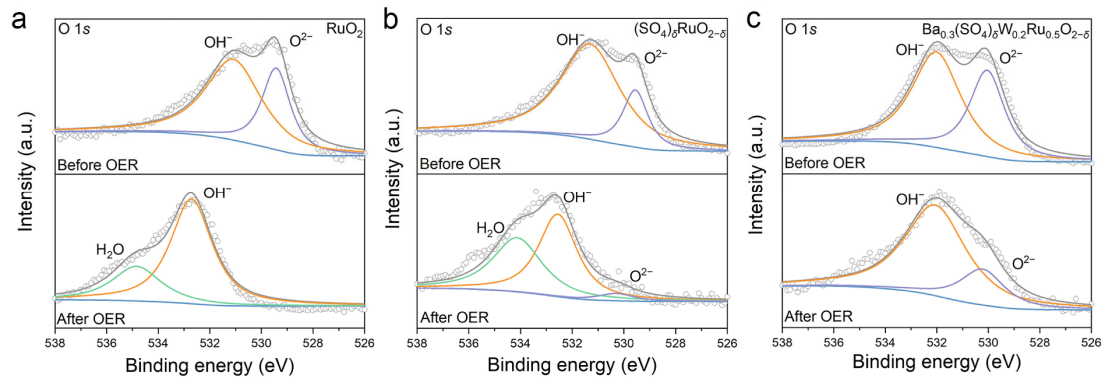 a
O 1s
RuO₂
OH⁻
O²⁻
Before OER
OH⁻
H₂O
After OER
538 536 534 532 530 528 526
Binding energy (eV)
Intensity (a.u.)
b
O 1s
(SO₄)δRuO₂₋δ
OH⁻
O²⁻
Before OER
OH⁻
H₂O
O²⁻
After OER
538 536 534 532 530 528 526
Binding energy (eV)
Intensity (a.u.)
c
O 1s
Ba₀.₃(SO₄)δW₀.₂Ru₀.₅O₂₋δ
OH⁻
O²⁻
Before OER
OH⁻
O²⁻
After OER
538 536 534 532 530 528 526
Binding energy (eV)
Intensity (a.u.)